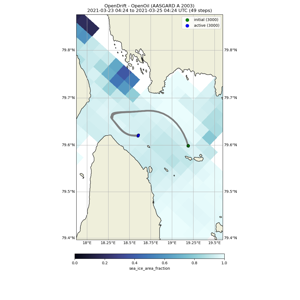 OpenDrift - OpenOil (AASGARD A 2003)
2021-03-23 04:24 to 2021-03-25 04:24 UTC (49 steps)
initial (3000)
active (3000)
79.8°N
79.8°N
79.7°N
79.7°N
79.6°N
79.6°N
79.5°N
79.5°N
79.4°N
79.4°N
18°E 18.25°E 18.5°E 18.75°E 19°E 19.25°E 19.5°E
0.0 0.2 0.4 0.6 0.8 1.0
sea_ice_area_fraction